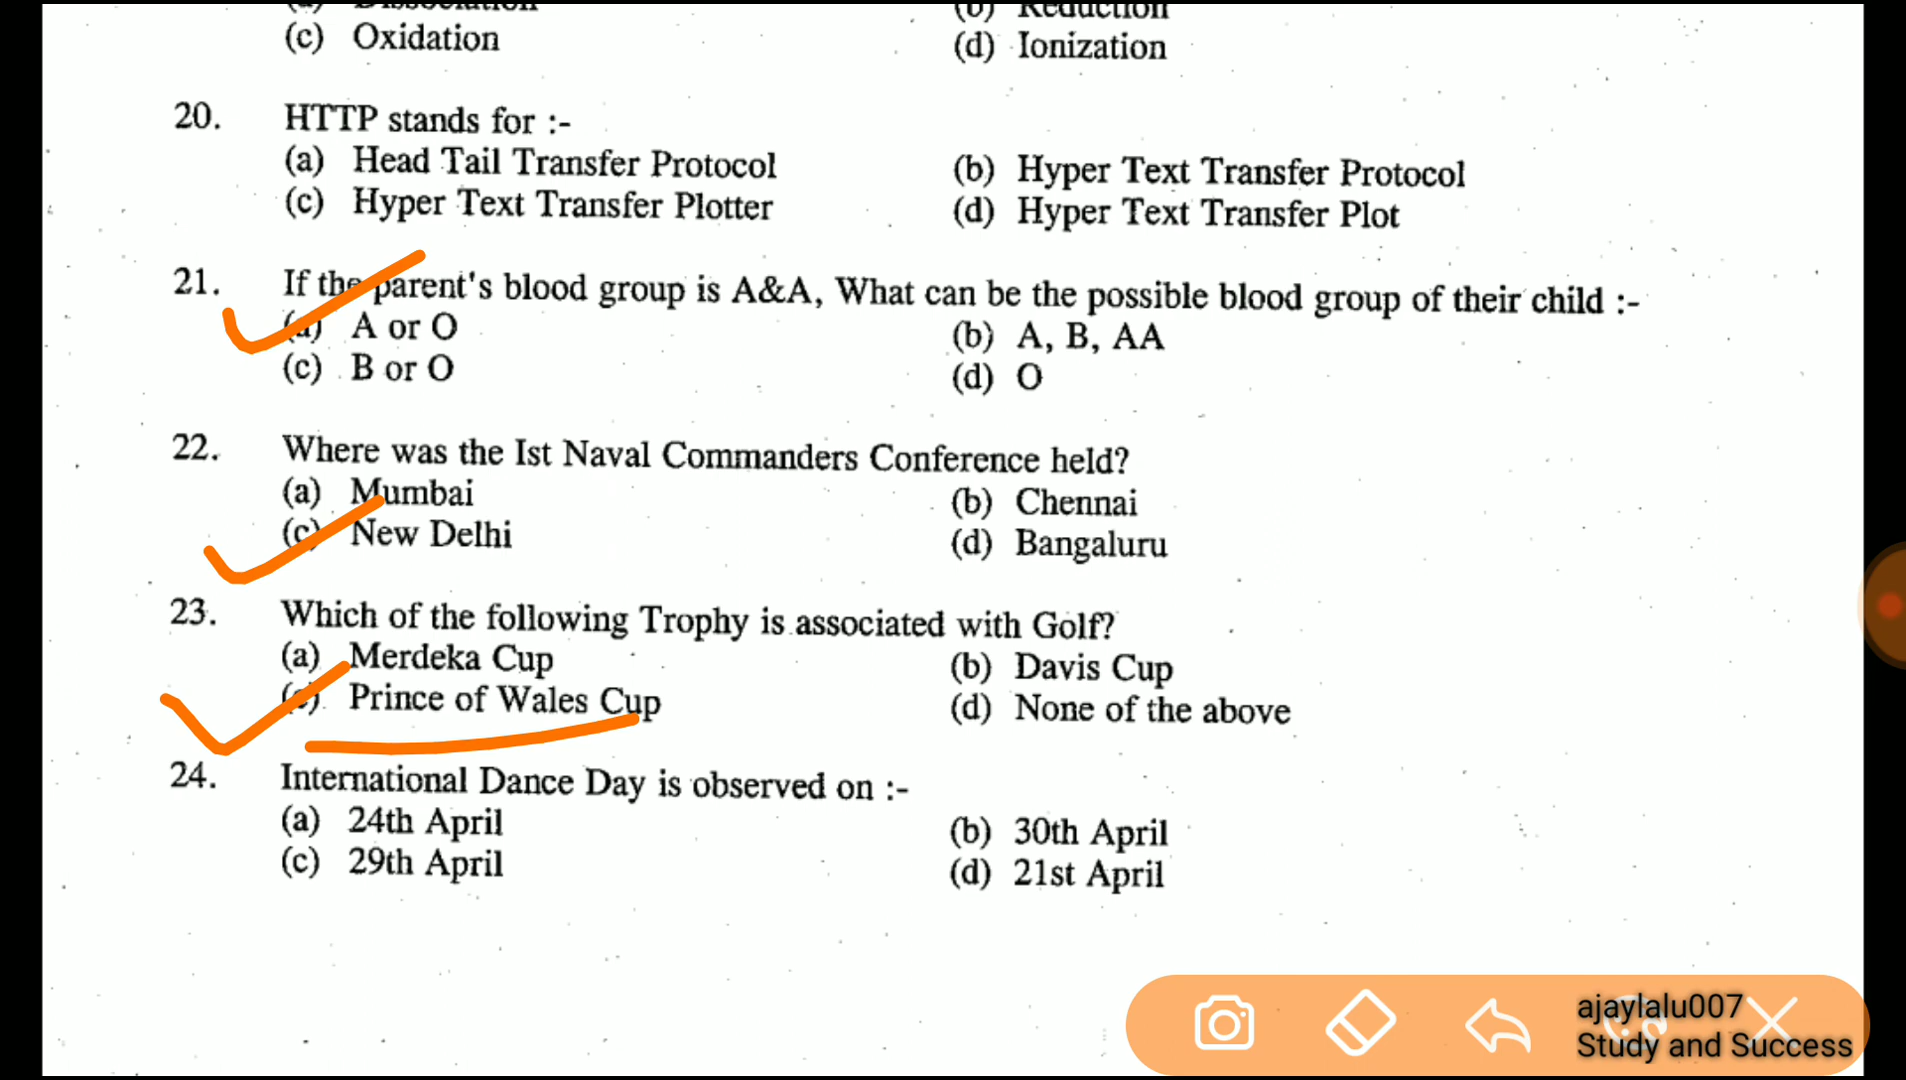 (c) Oxidation
(d) Ionization
20. HTTP stands for :-
(a) Head Tail Transfer Protocol
(b) Hyper Text Transfer Protocol
(c) Hyper Text Transfer Plotter
(d) Hyper Text Transfer Plot
21. If the parent's blood group is A&A, What can be the possible blood group of their child :-
(a) A or O
(b) A, B, AA
(c) B or O
(d) O
22. Where was the Ist Naval Commanders Conference held?
(a) Mumbai
(b) Chennai
(c) New Delhi
(d) Bangaluru
23. Which of the following Trophy is associated with Golf?
(a) Merdeka Cup
(b) Davis Cup
(c) Prince of Wales Cup
(d) None of the above
24. International Dance Day is observed on :-
(a) 24th April
(b) 30th April
(c) 29th April
(d) 21st April
ajaylalu007
Study and Success